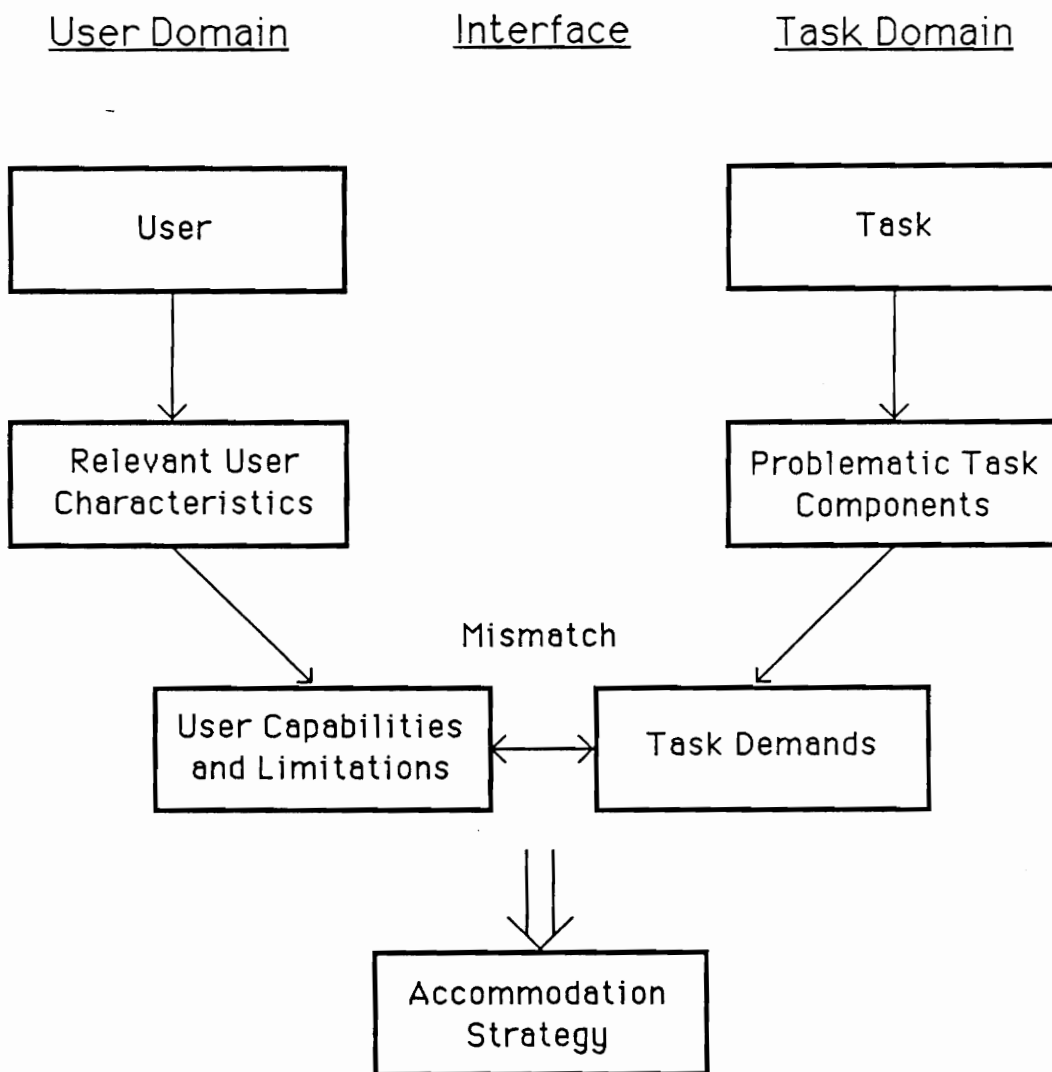 User Domain
Interface
Task Domain
User
Task
Relevant User
Characteristics
Problematic Task
Components
Mismatch
User Capabilities
and Limitations
Task Demands
Accommodation
Strategy